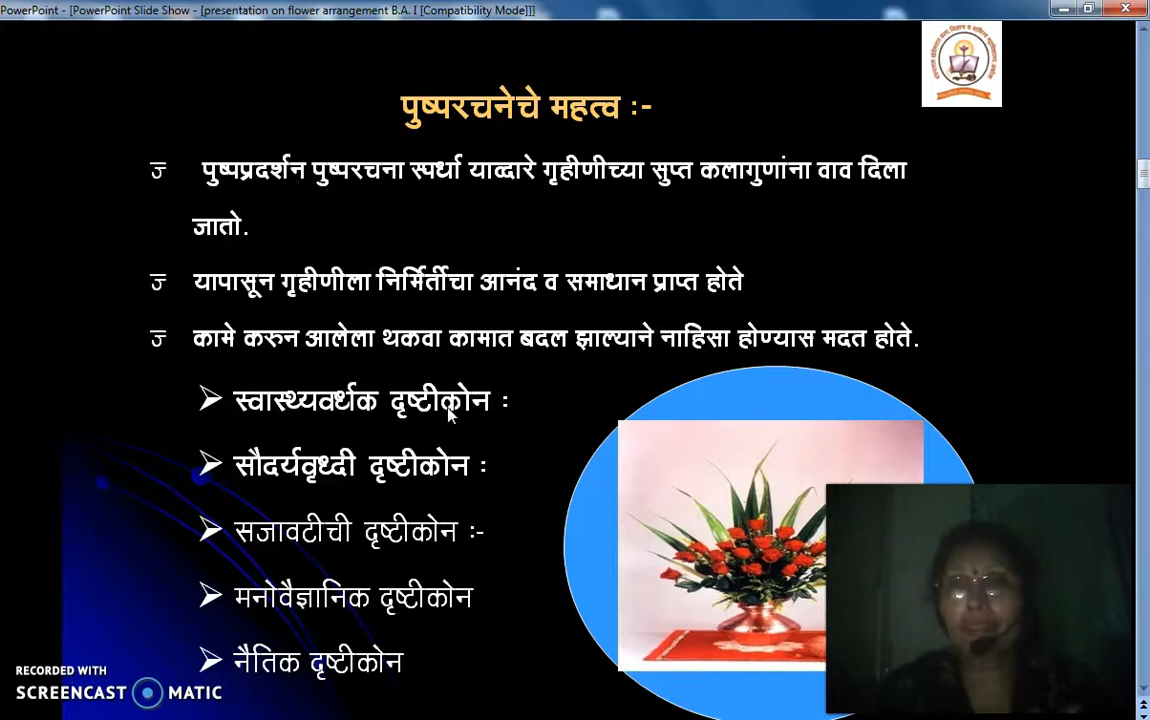 PowerPoint - [PowerPoint Slide Show - [presentation on flower arrangement B.A. I [Compatibility Mode]]]
पुष्परचनेचे महत्व :-
पुष्पप्रदर्शन पुष्परचना स्पर्धा याव्दारे गृहीणीच्या सुप्त कलागुणांना वाव दिला
जातो.
यापासून गृहीणीला निर्मिर्तीचा आनंद व समाधान प्राप्त होते
कामे करुन आलेला थकवा कामात बदल झाल्याने नाहिसा होण्यास मदत होते.
स्वास्थ्यवर्धक दृष्टीकोन :
सौदर्यवृध्दी दृष्टीकोन :
सजावटीची दृष्टीकोन :-
मनोवैज्ञानिक दृष्टीकोन
नैतिक दृष्टीकोन
RECORDED WITH
SCREENCAST MATIC